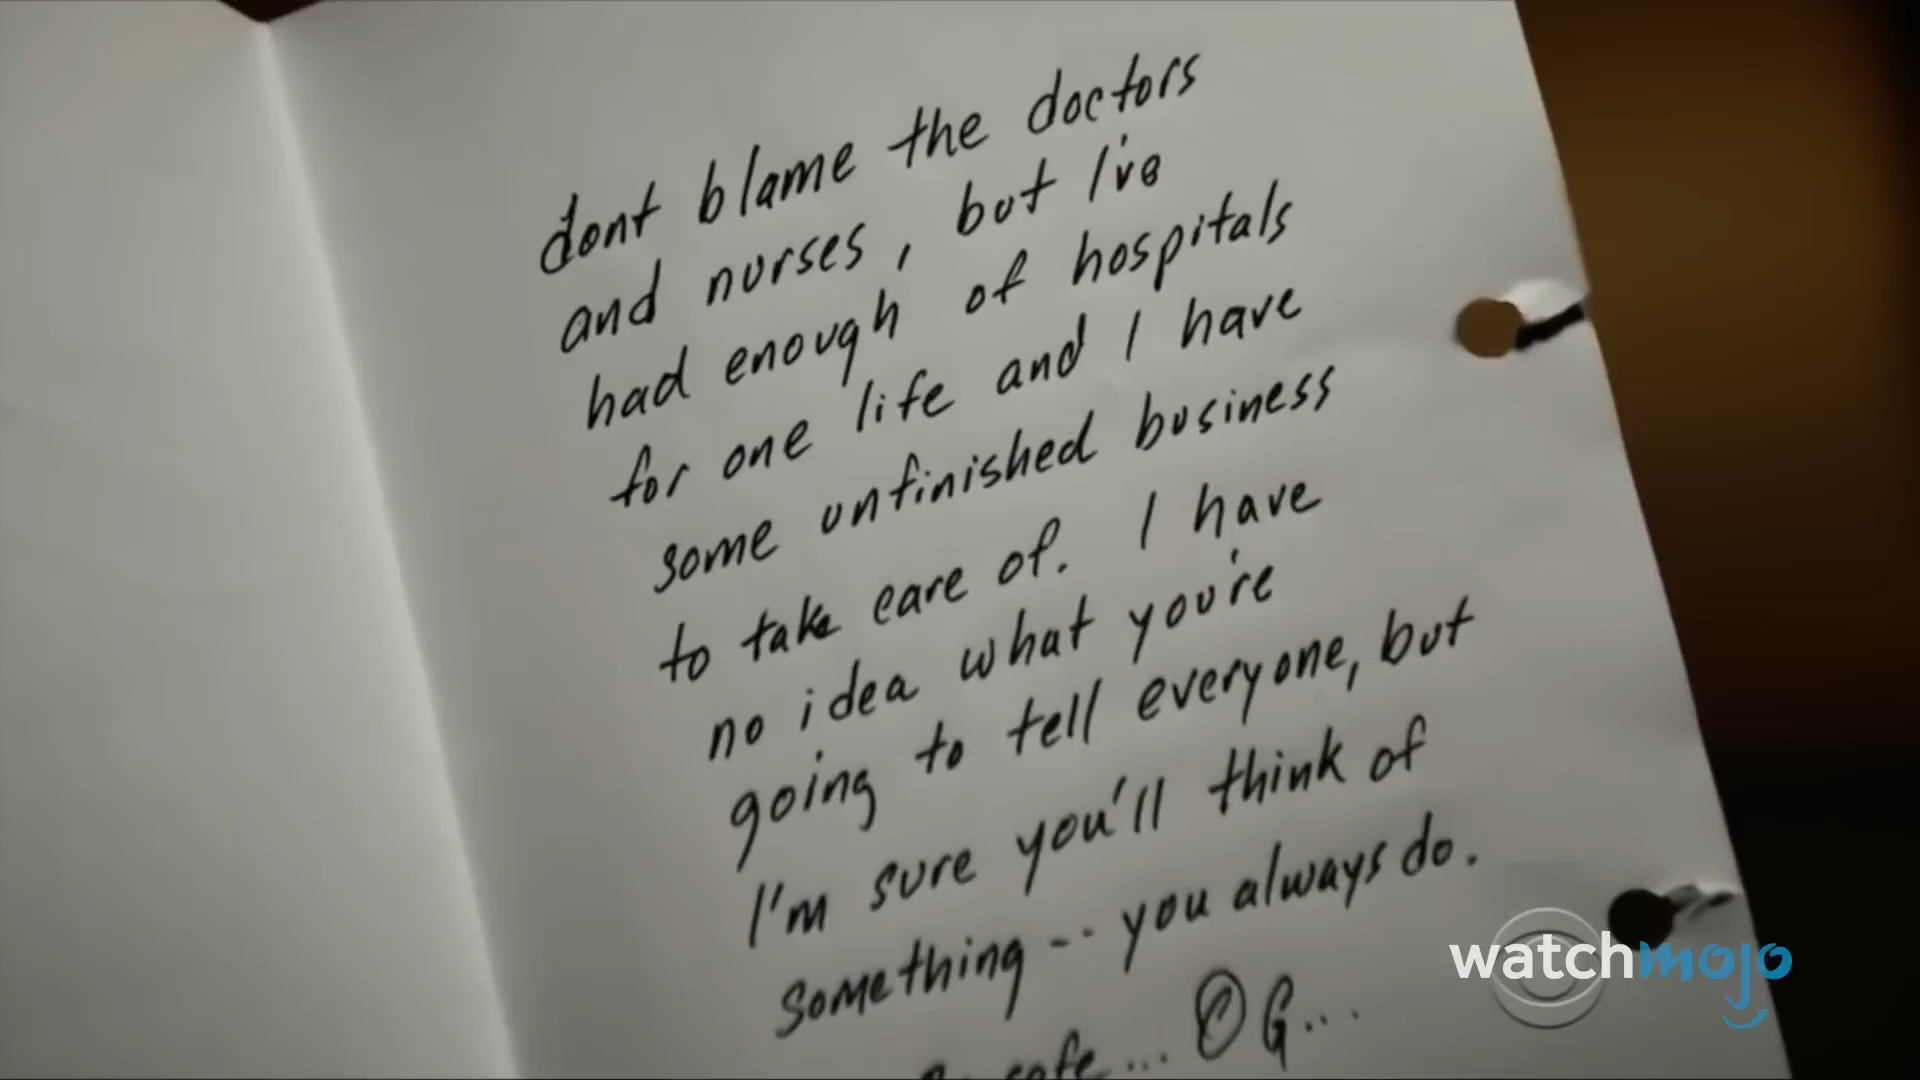 dont blame the doctors
and nurses, but I've
had enough of hospitals
for one life and I have
some unfinished business
to take care of. I have
no idea what you're
going to tell everyone, but
I'm sure you'll think of
something -- you always do.
safe... OG...
watchmojo